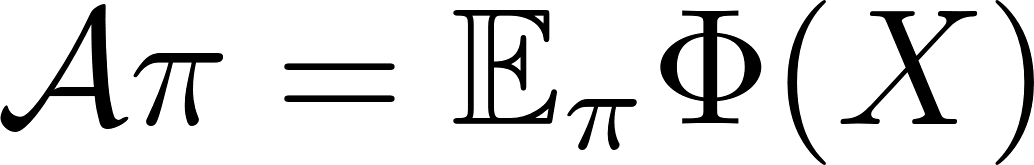 𝒜π = 𝔼_π Φ(X)